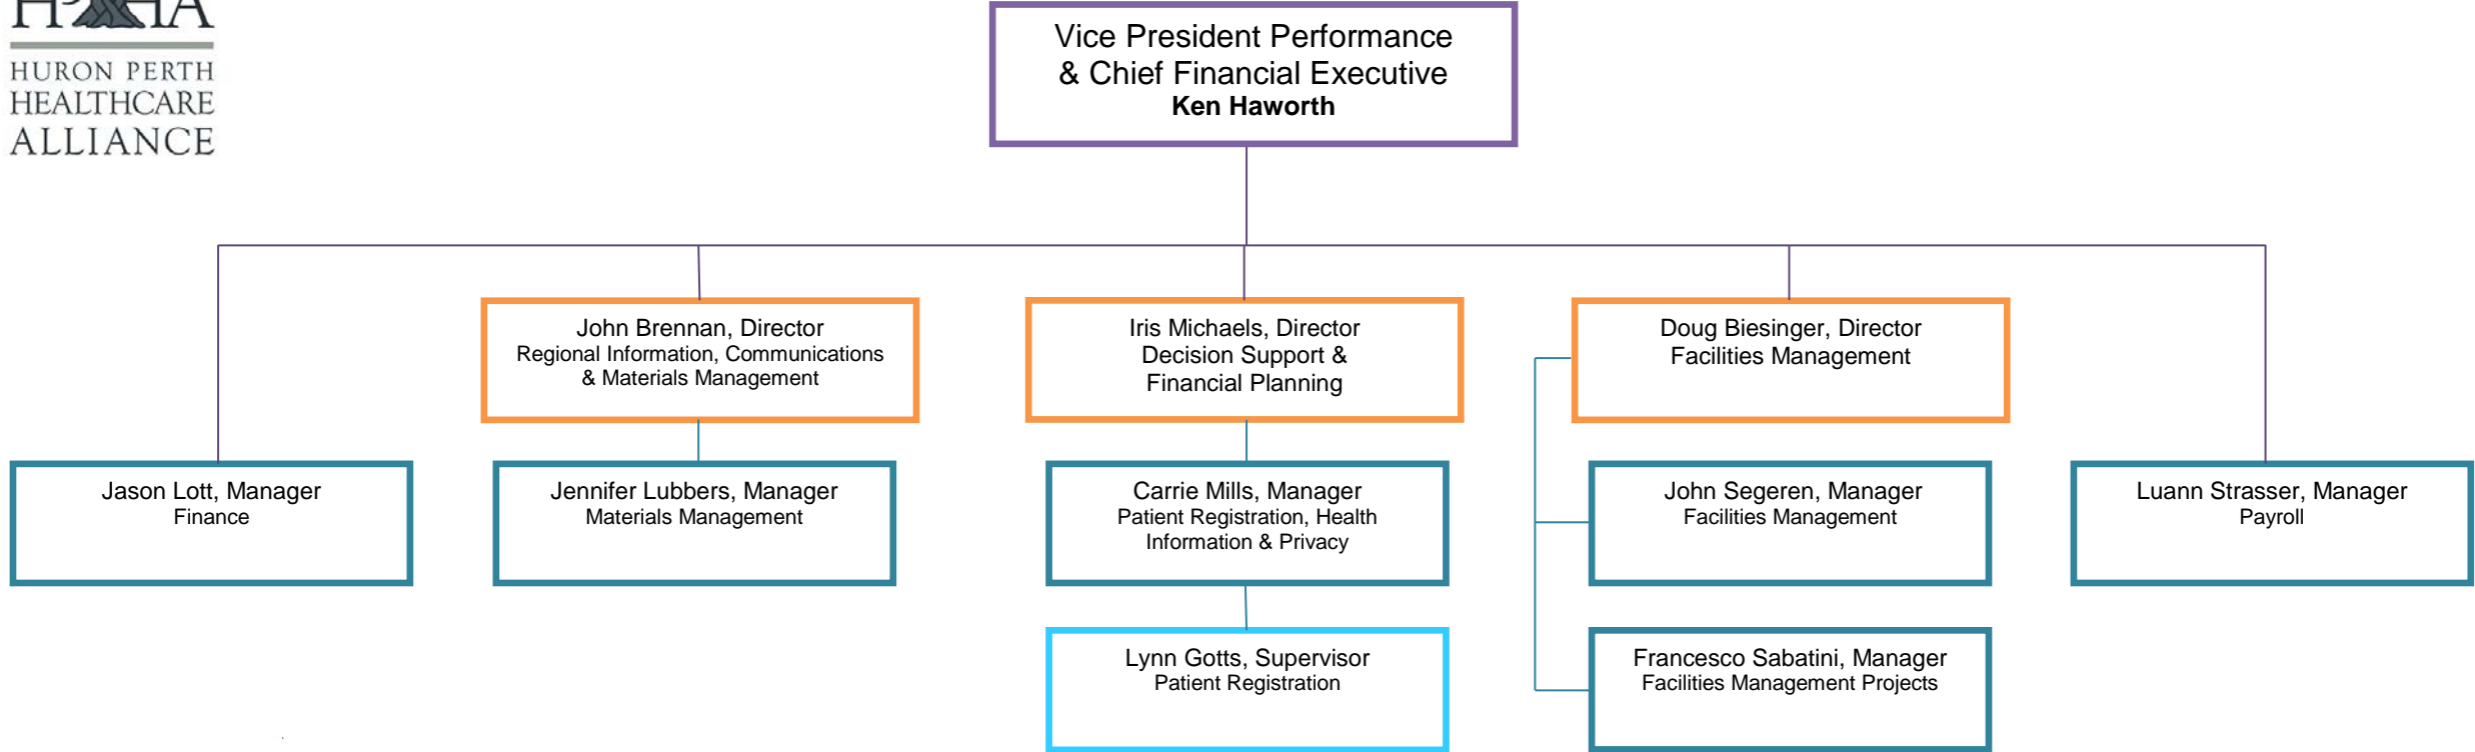 HURON PERTH
HEALTHCARE
ALLIANCE
Vice President Performance
& Chief Financial Executive
Ken Haworth
John Brennan, Director
Regional Information, Communications
& Materials Management
Iris Michaels, Director
Decision Support &
Financial Planning
Doug Biesinger, Director
Facilities Management
Jason Lott, Manager
Finance
Jennifer Lubbers, Manager
Materials Management
Carrie Mills, Manager
Patient Registration, Health
Information & Privacy
John Segeren, Manager
Facilities Management
Luann Strasser, Manager
Payroll
Lynn Gotts, Supervisor
Patient Registration
Francesco Sabatini, Manager
Facilities Management Projects